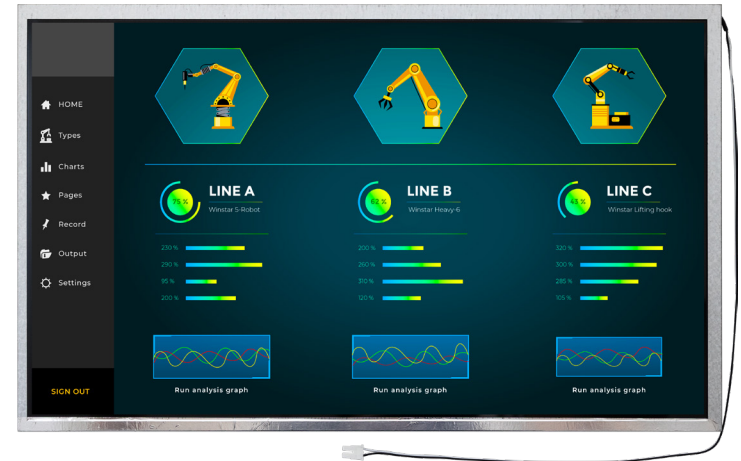 HOME
Types
Charts
Pages
Record
Output
Settings
SIGN OUT
75 %
LINE A
Winstar S-Robot
230 %
290 %
95 %
200 %
Run analysis graph
62 %
LINE B
Winstar Heavy-6
200 %
260 %
310 %
120 %
Run analysis graph
43 %
LINE C
Winstar Lifting hook
320 %
300 %
285 %
105 %
Run analysis graph